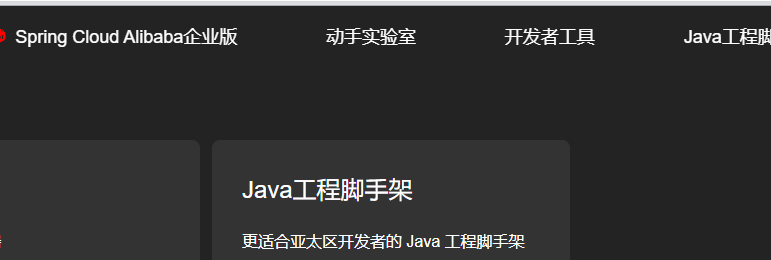 Spring Cloud Alibaba企业版 动手实验室 开发者工具 Java工程脚
Java工程脚手架
更适合亚太区开发者的 Java 工程脚手架